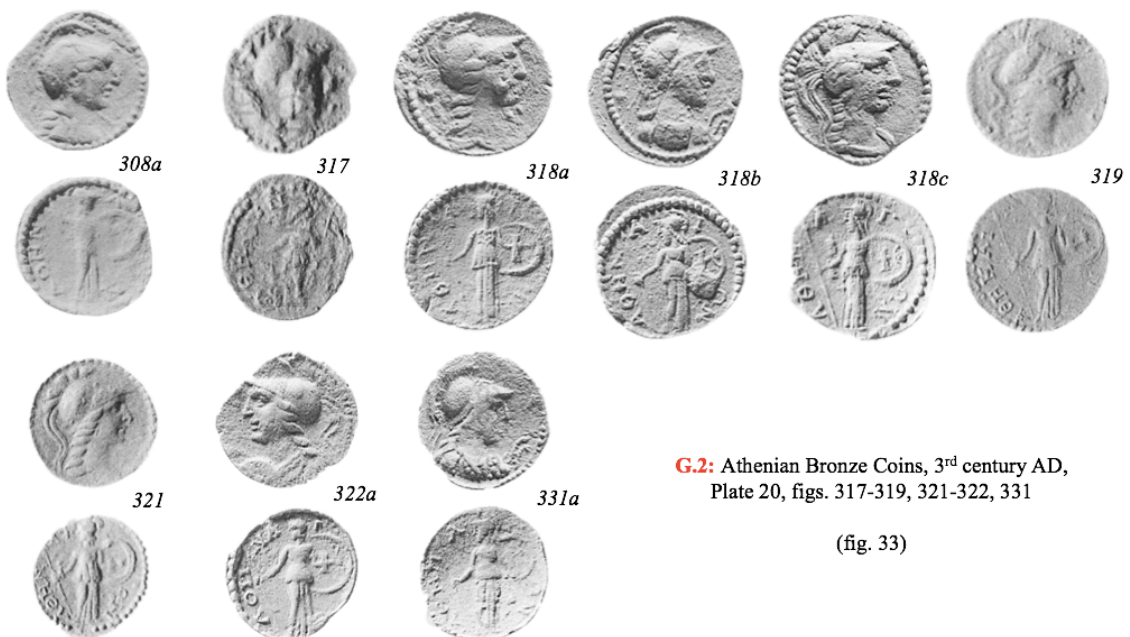 308a
317
318a
318b
318c
319
321
322a
331a
G.2: Athenian Bronze Coins, 3rd century AD,
Plate 20, figs. 317-319, 321-322, 331
(fig. 33)